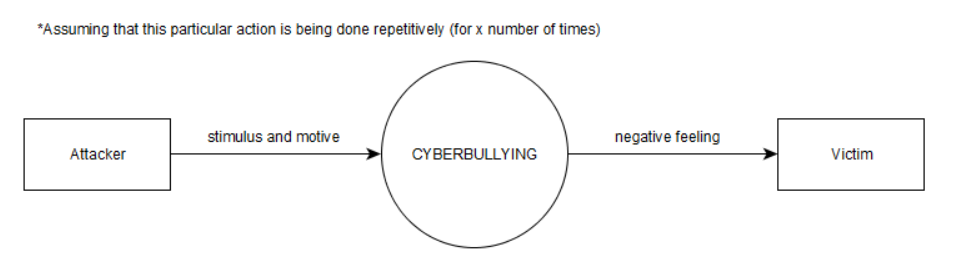 *Assuming that this particular action is being done repetitively (for x number of times)
Attacker
stimulus and motive
CYBERBULLYING
negative feeling
Victim